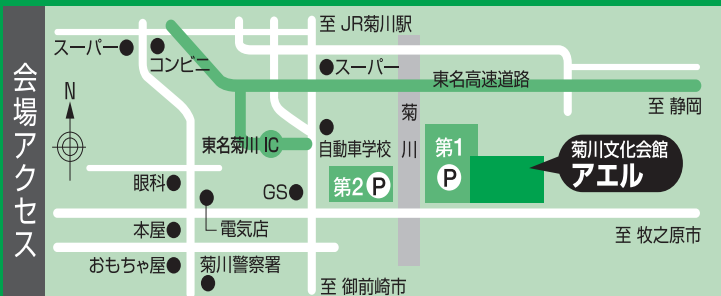 会場アクセス
至 JR菊川駅
スーパー
コンビニ
スーパー
東名高速道路
N
至 静岡
菊川
東名菊川 IC
自動車学校
第1
P
菊川文化会館
アエル
眼科
GS
第2 P
本屋
電気店
至 牧之原市
おもちゃ屋
菊川警察署
至 御前崎市